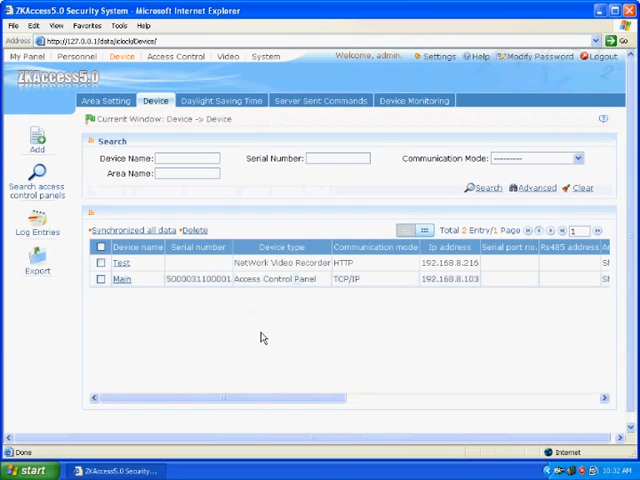 ZKAccess5.0 Security System - Microsoft Internet Explorer
File Edit View Favorites Tools Help
Address http://127.0.0.1/data/iclock/Device/ Go
My Panel Personnel Device Access Control Video System Welcome, admin. Settings Help Modify Password Logout
ZKAccess5.0
Area Setting Device Daylight Saving Time Server Sent Commands Device Monitoring
Current Window: Device -> Device
Add
Search access control panels
Log Entries
Export
Search
Device Name: Serial Number: Communication Mode: ---------
Area Name:
Search Advanced Clear
Synchronized all data Delete Total 2 Entry/1 Page 1
Device name Serial number Device type Communication mode Ip address Serial port no. Rs485 address
Test NetWork Video Recorder HTTP 192.168.8.216
Main 5000031100001 Access Control Panel TCP/IP 192.168.8.103
Done Internet
start ZKAccess5.0 Security... 10:32 AM